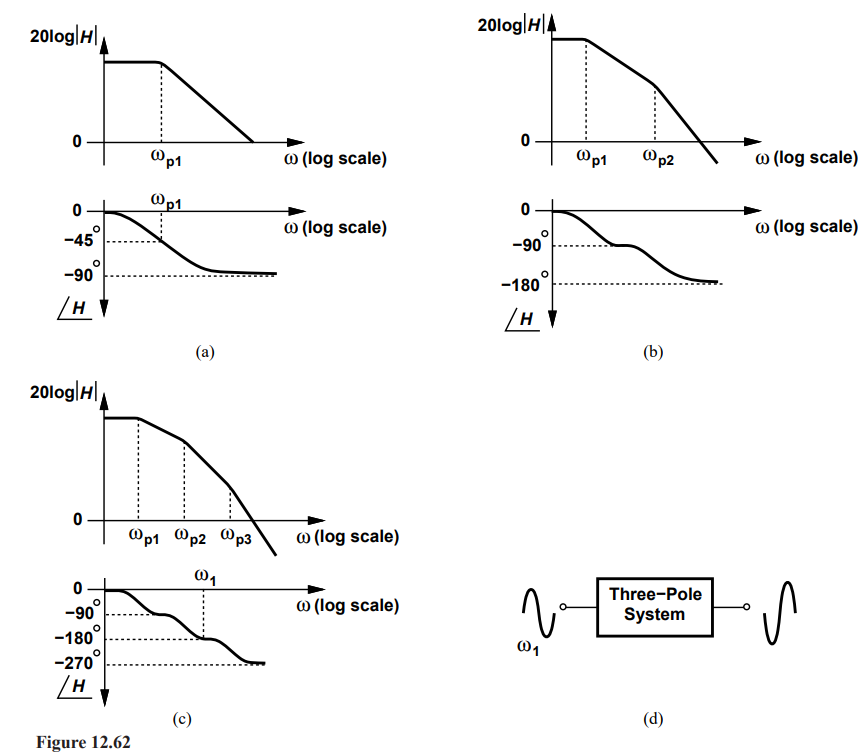 20log|H|
0
ωp1
ω (log scale)
ωp1
0
ω (log scale)
−45°
−90°
∠H
(a)
20log|H|
0
ωp1 ωp2
ω (log scale)
0
ω (log scale)
−90°
−180°
∠H
(b)
20log|H|
0
ωp1 ωp2 ωp3
ω (log scale)
ω1
0
ω (log scale)
−90°
−180°
−270°
∠H
(c)
Three−Pole
System
ω1
(d)
Figure 12.62